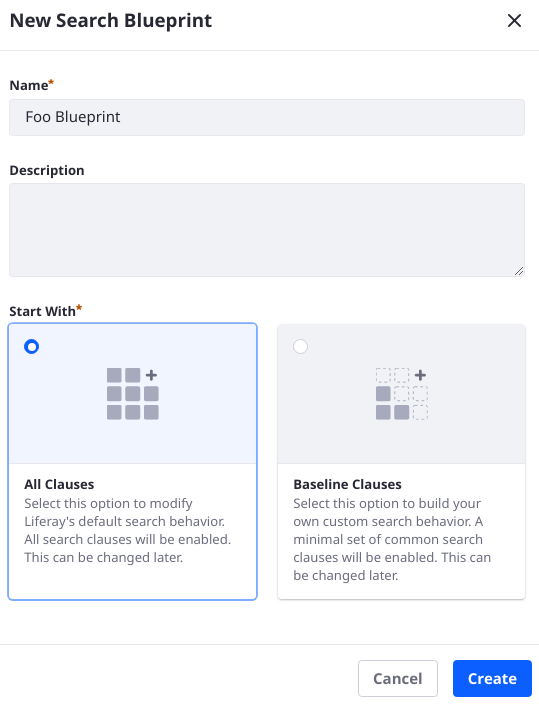 New Search Blueprint
Name*
Foo Blueprint
Description
Start With*
All Clauses
Select this option to modify
Liferay's default search behavior.
All search clauses will be enabled.
This can be changed later.
Baseline Clauses
Select this option to build your
own custom search behavior. A
minimal set of common search
clauses will be enabled. This can
be changed later.
Cancel
Create